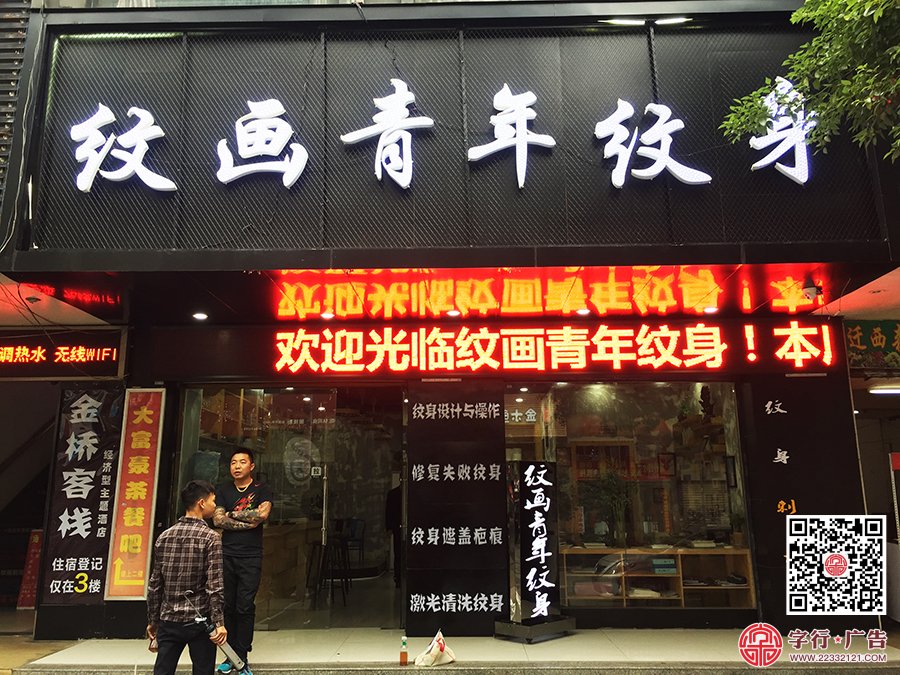 纹画青年纹身
欢迎光临纹画青年纹身！本
调热水 无线WIFI
金桥客栈
经济型主题酒店
住宿登记
仅在3楼
大富豪茶餐吧
楼上二楼
纹身设计与操作
修复失败纹身
纹身遮盖疤痕
激光清洗纹身
纹画青年纹身
纹身刺
字行·广告
WWW.22332121.COM